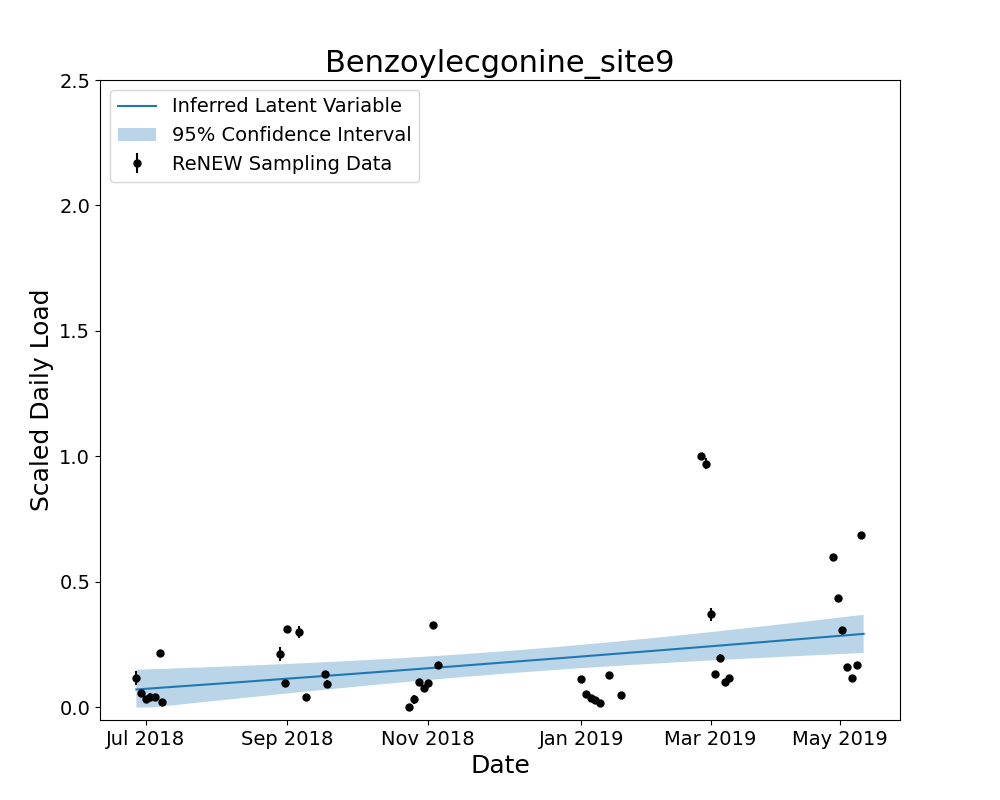 Benzoylecgonine_site9
Inferred Latent Variable
95% Confidence Interval
ReNEW Sampling Data
Scaled Daily Load
2.5
2.0
1.5
1.0
0.5
0.0
Jul 2018 Sep 2018 Nov 2018 Jan 2019 Mar 2019 May 2019
Date